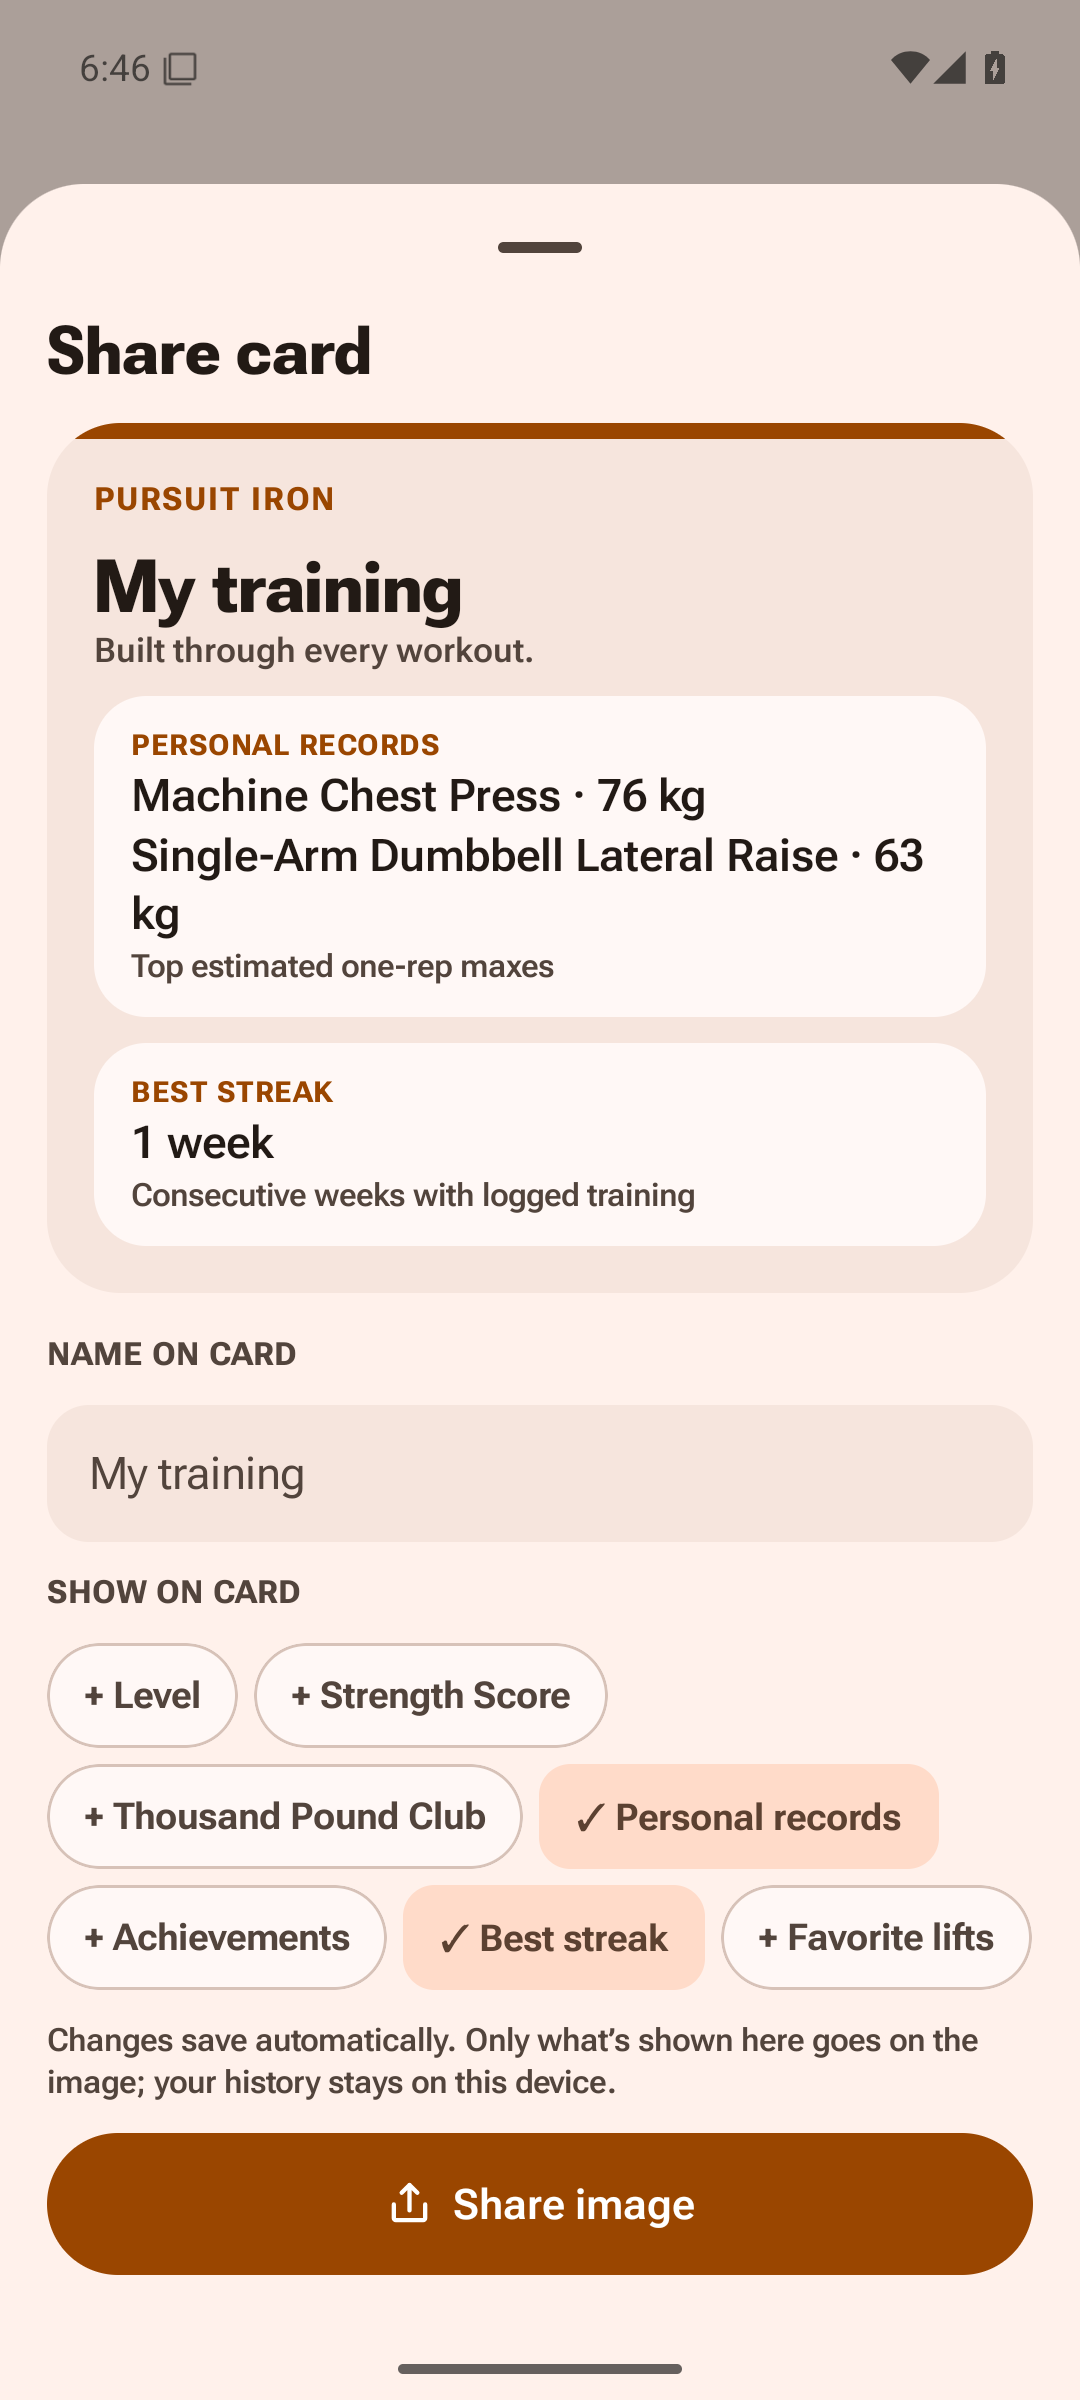 6:46
Share card
PURSUIT IRON
My training
Built through every workout.
PERSONAL RECORDS
Machine Chest Press · 76 kg
Single-Arm Dumbbell Lateral Raise · 63
kg
Top estimated one-rep maxes
BEST STREAK
1 week
Consecutive weeks with logged training
NAME ON CARD
My training
SHOW ON CARD
+ Level
+ Strength Score
+ Thousand Pound Club
✓ Personal records
+ Achievements
✓ Best streak
+ Favorite lifts
Changes save automatically. Only what’s shown here goes on the
image; your history stays on this device.
Share image